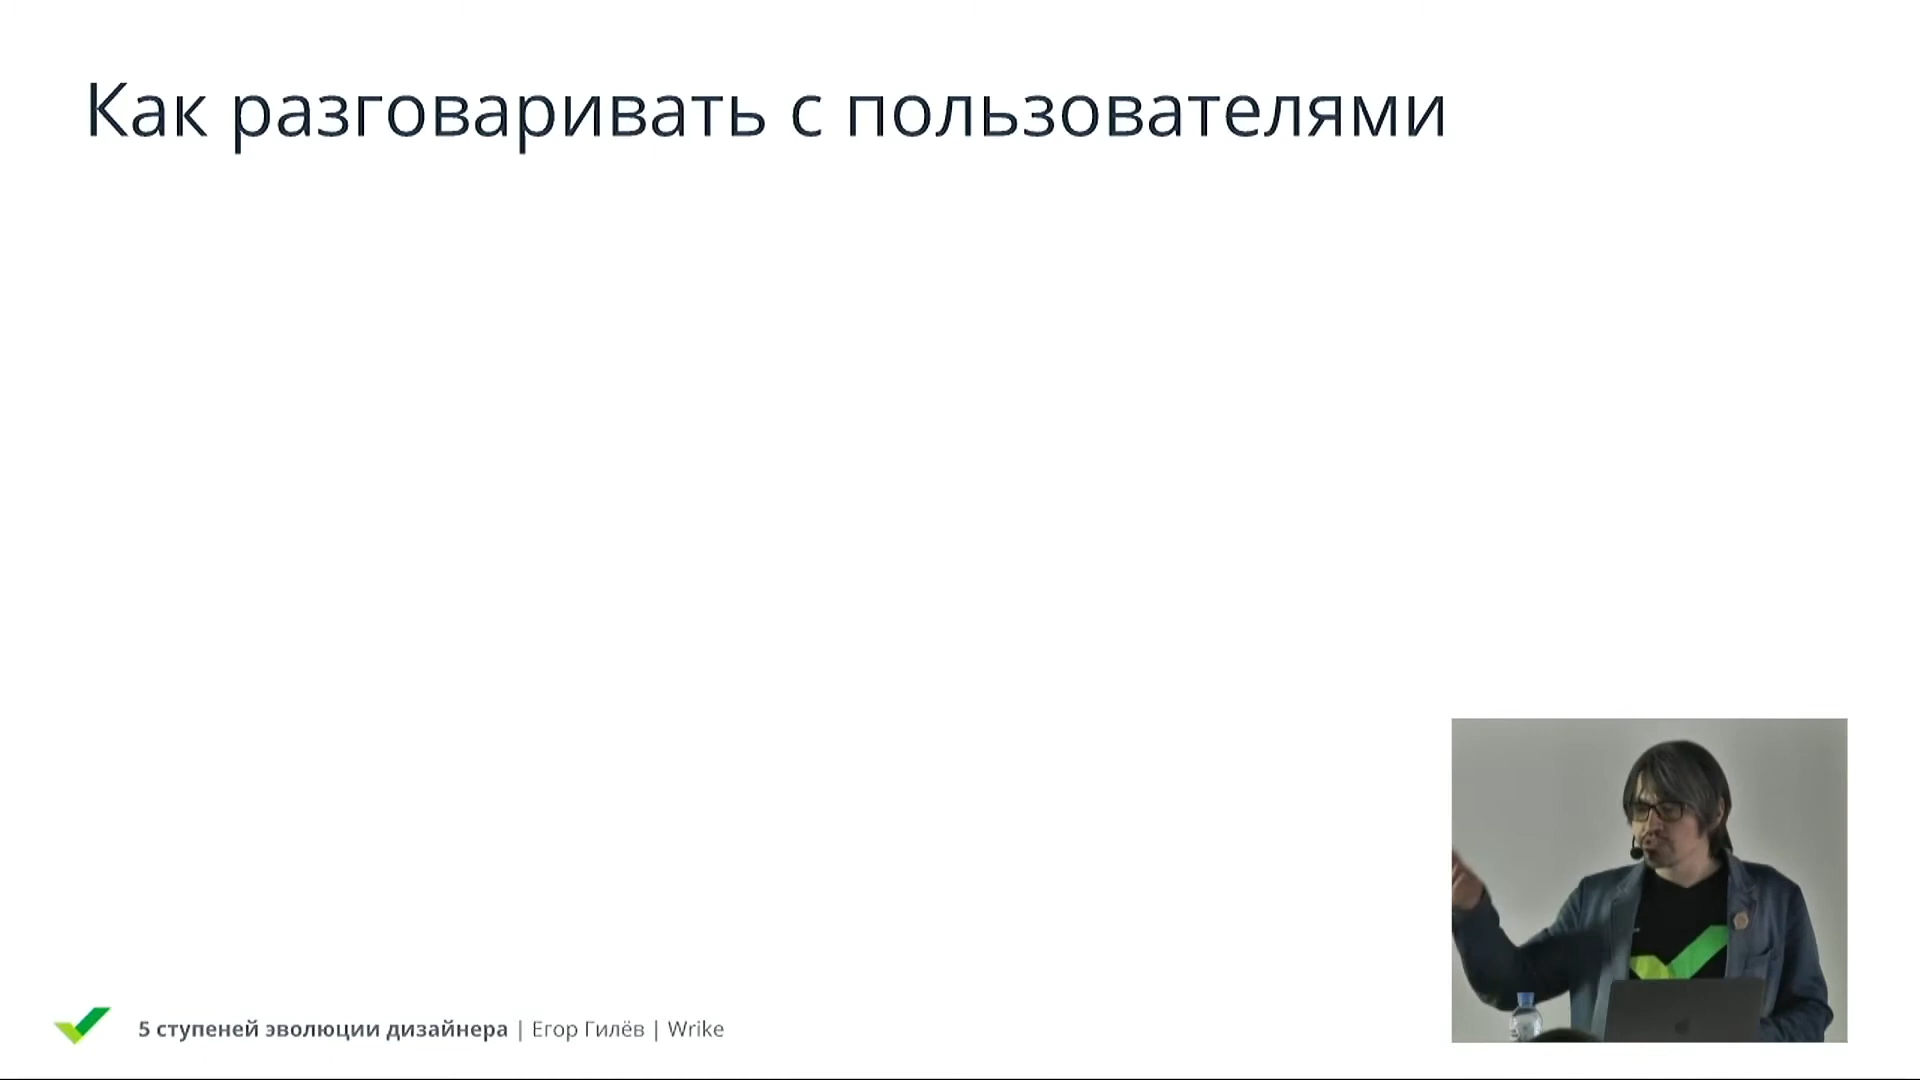 Как разговаривать с пользователями
5 ступеней эволюции дизайнера | Егор Гилёв | Wrike